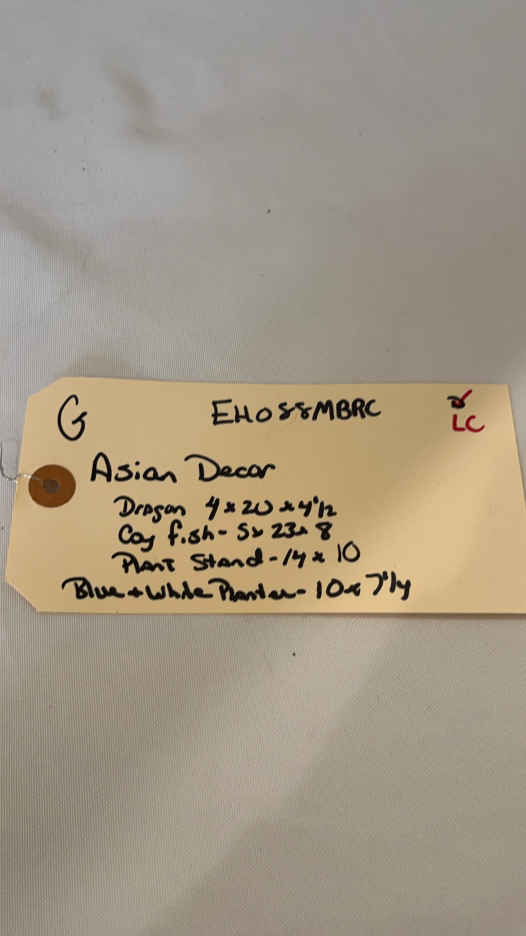 G EHO88MBRC
LC
Asian Decor
Dragon 4 x 20 x 4 1/2
Coy fish - 5 x 23 x 8
Plant Stand - 14 x 10
Blue + White Planter - 10 x 7 1/4